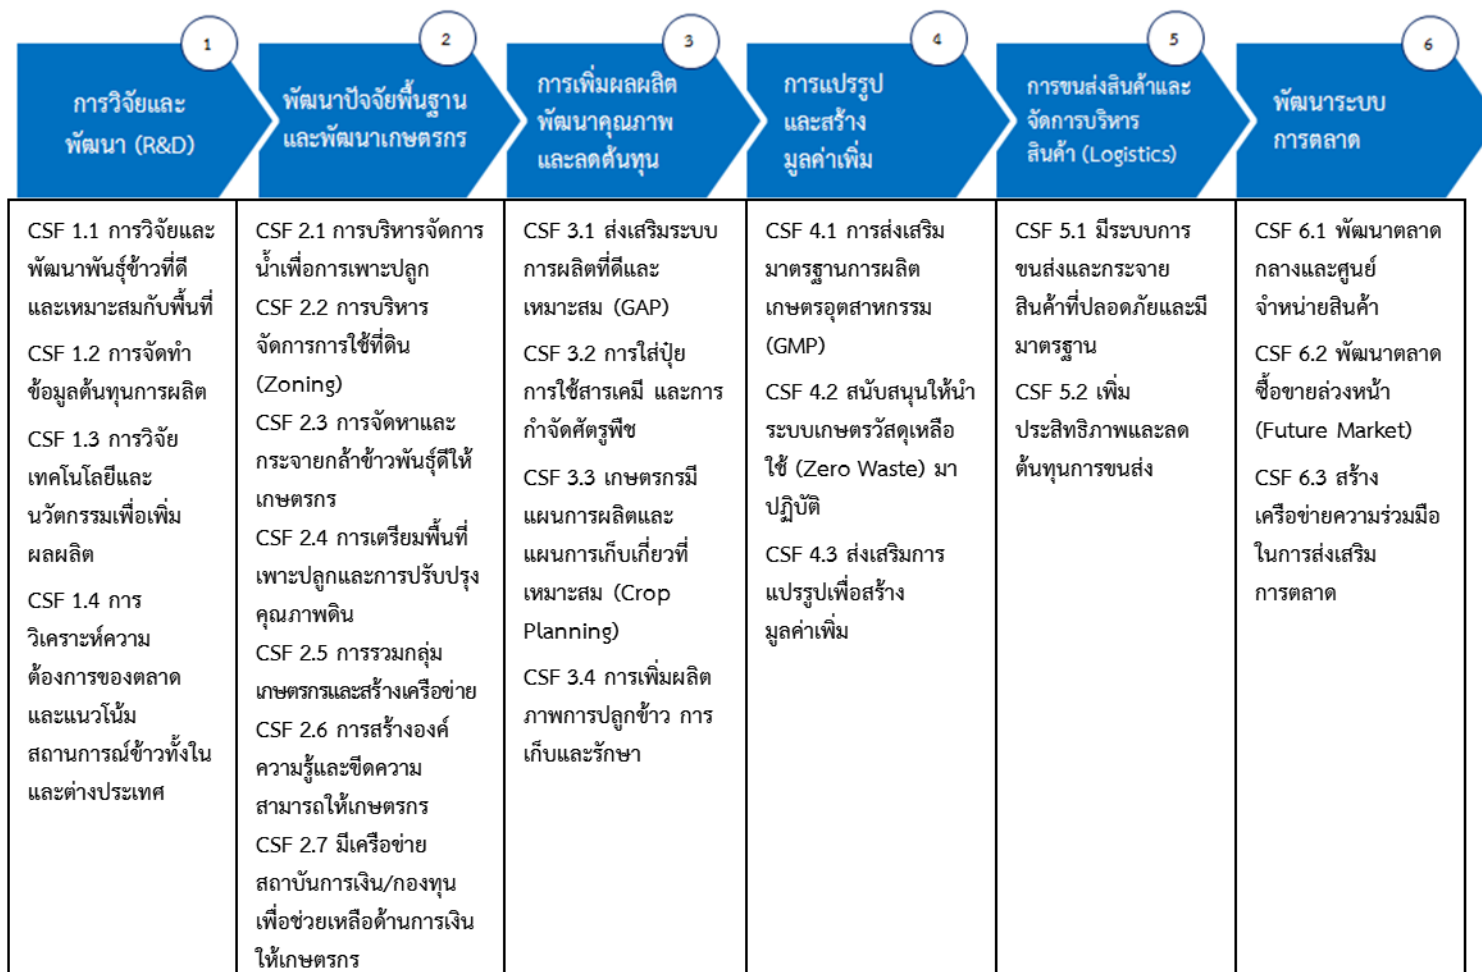 1
การวิจัยและ
พัฒนา (R&D)
2
พัฒนาปัจจัยพื้นฐาน
และพัฒนาเกษตรกร
3
การเพิ่มผลผลิต
พัฒนาคุณภาพ
และลดต้นทุน
4
การแปรรูป
และสร้าง
มูลค่าเพิ่ม
5
การขนส่งสินค้าและ
จัดการบริหาร
สินค้า (Logistics)
6
พัฒนาระบบ
การตลาด
CSF 1.1 การวิจัยและ
พัฒนาพันธุ์ข้าวที่ดี
และเหมาะสมกับพื้นที่
CSF 1.2 การจัดทำ
ข้อมูลต้นทุนการผลิต
CSF 1.3 การวิจัย
เทคโนโลยีและ
นวัตกรรมเพื่อเพิ่ม
ผลผลิต
CSF 1.4 การ
วิเคราะห์ความ
ต้องการของตลาด
และแนวโน้ม
สถานการณ์ข้าวทั้งใน
และต่างประเทศ
CSF 2.1 การบริหารจัดการ
น้ำเพื่อการเพาะปลูก
CSF 2.2 การบริหาร
จัดการการใช้ที่ดิน
(Zoning)
CSF 2.3 การจัดหาและ
กระจายกล้าข้าวพันธุ์ดีให้
เกษตรกร
CSF 2.4 การเตรียมพื้นที่
เพาะปลูกและการปรับปรุง
คุณภาพดิน
CSF 2.5 การรวมกลุ่ม
เกษตรกรและสร้างเครือข่าย
CSF 2.6 การสร้างองค์
ความรู้และขีดความ
สามารถให้เกษตรกร
CSF 2.7 มีเครือข่าย
สถาบันการเงิน/กองทุน
เพื่อช่วยเหลือด้านการเงิน
ให้เกษตรกร
CSF 3.1 ส่งเสริมระบบ
การผลิตที่ดีและ
เหมาะสม (GAP)
CSF 3.2 การใส่ปุ๋ย
การใช้สารเคมี และการ
กำจัดศัตรูพืช
CSF 3.3 เกษตรกรมี
แผนการผลิตและ
แผนการเก็บเกี่ยวที่
เหมาะสม (Crop
Planning)
CSF 3.4 การเพิ่มผลิต
ภาพการปลูกข้าว การ
เก็บและรักษา
CSF 4.1 การส่งเสริม
มาตรฐานการผลิต
เกษตรอุตสาหกรรม
(GMP)
CSF 4.2 สนับสนุนให้นำ
ระบบเกษตรวัสดุเหลือ
ใช้ (Zero Waste) มา
ปฏิบัติ
CSF 4.3 ส่งเสริมการ
แปรรูปเพื่อสร้าง
มูลค่าเพิ่ม
CSF 5.1 มีระบบการ
ขนส่งและกระจาย
สินค้าที่ปลอดภัยและมี
มาตรฐาน
CSF 5.2 เพิ่ม
ประสิทธิภาพและลด
ต้นทุนการขนส่ง
CSF 6.1 พัฒนาตลาด
กลางและศูนย์
จำหน่ายสินค้า
CSF 6.2 พัฒนาตลาด
ซื้อขายล่วงหน้า
(Future Market)
CSF 6.3 สร้าง
เครือข่ายความร่วมมือ
ในการส่งเสริม
การตลาด